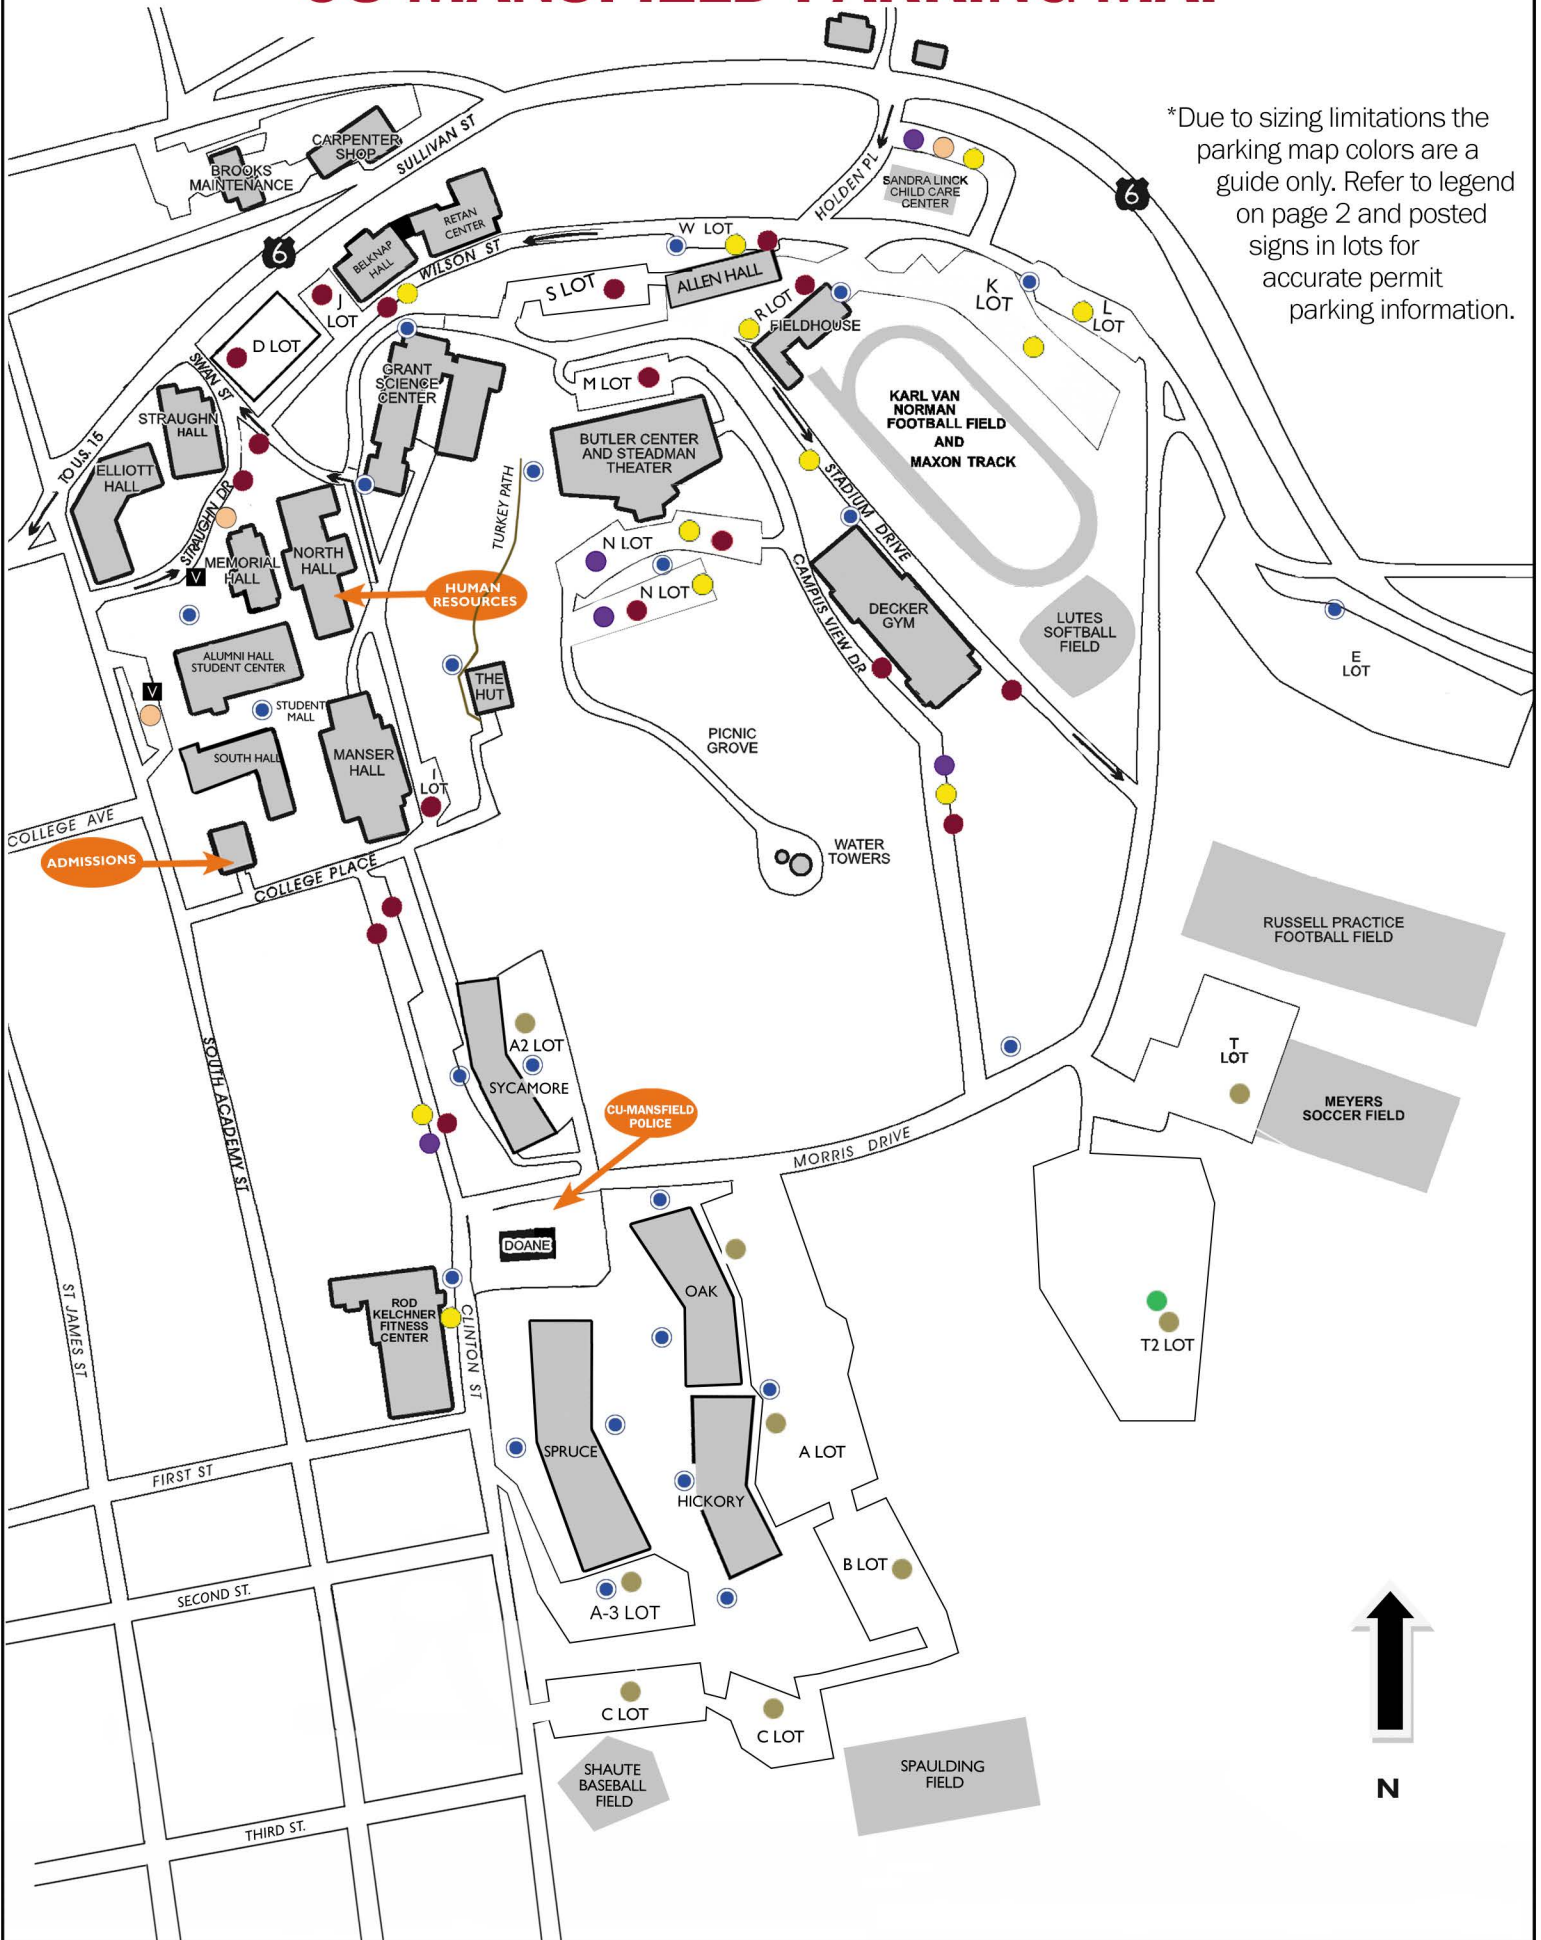 CU MANSFIELD PARKING MAP
*Due to sizing limitations the
parking map colors are a
guide only. Refer to legend
on page 2 and posted
signs in lots for
accurate permit
parking information.
CARPENTER
SHOP
SULLIVAN ST
BROOKS
MAINTENANCE
HOLDEN PL
SANDRA LINCK
CHILD CARE
CENTER
6
6
RETAN
CENTER
BELKNAP
HALL
WILSON ST
W LOT
ALLEN HALL
S LOT
J
LOT
D LOT
R LOT
FIELDHOUSE
K
LOT
L
LOT
SWAN ST
GRANT
SCIENCE
CENTER
M LOT
KARL VAN
NORMAN
FOOTBALL FIELD
AND
MAXON TRACK
STRAUGHN
HALL
BUTLER CENTER
AND STEADMAN
THEATER
TO U.S. 15
ELLIOTT
HALL
TURKEY PATH
STADIUM DRIVE
STRAUGHN DR
N LOT
NORTH
HALL
MEMORIAL
HALL
V
HUMAN
RESOURCES
N LOT
CAMPUS VIEW DR
DECKER
GYM
LUTES
SOFTBALL
FIELD
E
LOT
ALUMNI HALL
STUDENT CENTER
THE
HUT
V
STUDENT
MALL
PICNIC
GROVE
SOUTH HALL
MANSER
HALL
I
LOT
COLLEGE AVE
ADMISSIONS
COLLEGE PLACE
WATER
TOWERS
RUSSELL PRACTICE
FOOTBALL FIELD
A2 LOT
SYCAMORE
T
LOT
SOUTH ACADEMY ST
CU-MANSFIELD
POLICE
MEYERS
SOCCER FIELD
MORRIS DRIVE
DOANE
OAK
ROD
KELCHNER
FITNESS
CENTER
CLINTON ST
ST JAMES ST
T2 LOT
SPRUCE
A LOT
FIRST ST
HICKORY
B LOT
SECOND ST.
A-3 LOT
C LOT
C LOT
SHAUTE
BASEBALL
FIELD
SPAULDING
FIELD
N
THIRD ST.